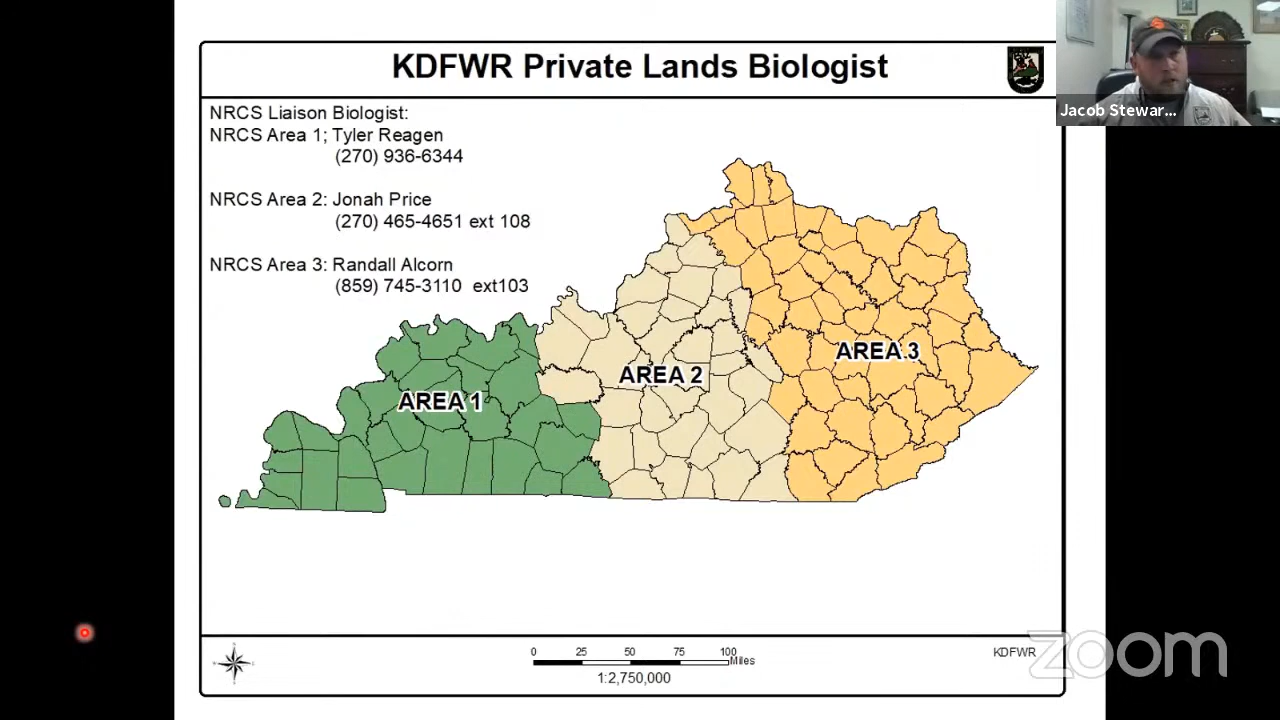 KDFWR Private Lands Biologist
Jacob Stewar...
NRCS Liaison Biologist:
NRCS Area 1; Tyler Reagen
(270) 936-6344
NRCS Area 2: Jonah Price
(270) 465-4651 ext 108
NRCS Area 3: Randall Alcorn
(859) 745-3110 ext103
AREA 3
AREA 2
AREA 1
0 25 50 75 100
Miles
1:2,750,000
KDFWR
zoom